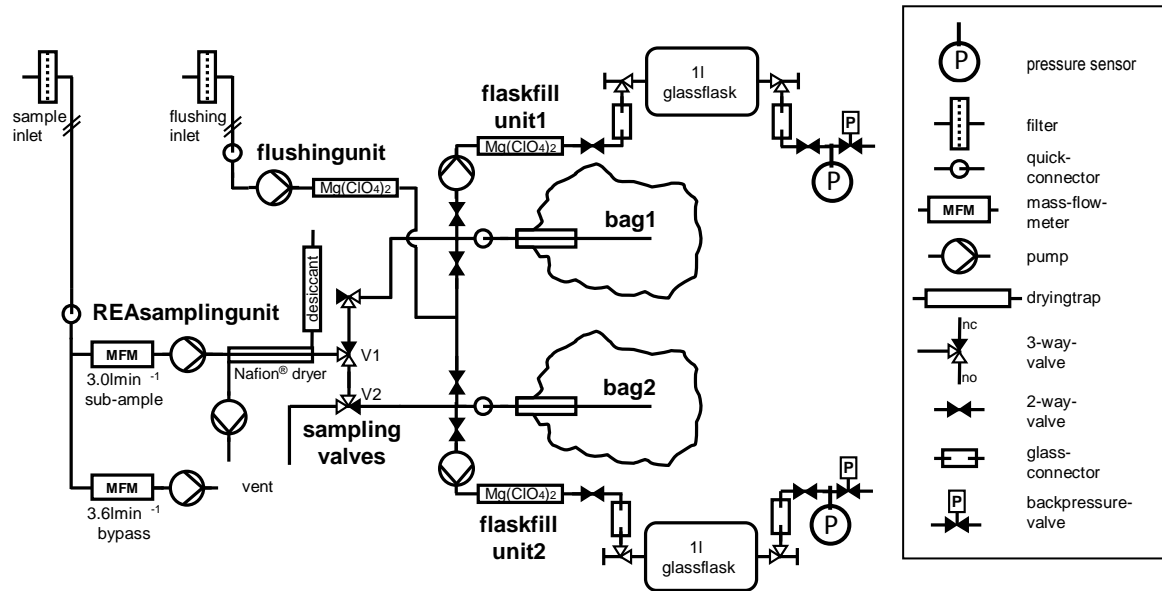 sample
inlet
flushing
inlet
flushingunit
Mg(ClO4)2
flaskfill
unit1
Mg(ClO4)2
1l
glassflask
P
P
bag1
REAsamplingunit
desiccant
MFM
3.0lmin -1
sub-ample
Nafion® dryer
V1
V2
sampling
valves
bag2
MFM
3.6lmin -1
bypass
vent
Mg(ClO4)2
flaskfill
unit2
1l
glassflask
P
P
P
pressure sensor
filter
quick-
connector
MFM
mass-flow-
meter
pump
dryingtrap
nc
no
3-way-
valve
2-way-
valve
glass-
connector
P
backpressure-
valve